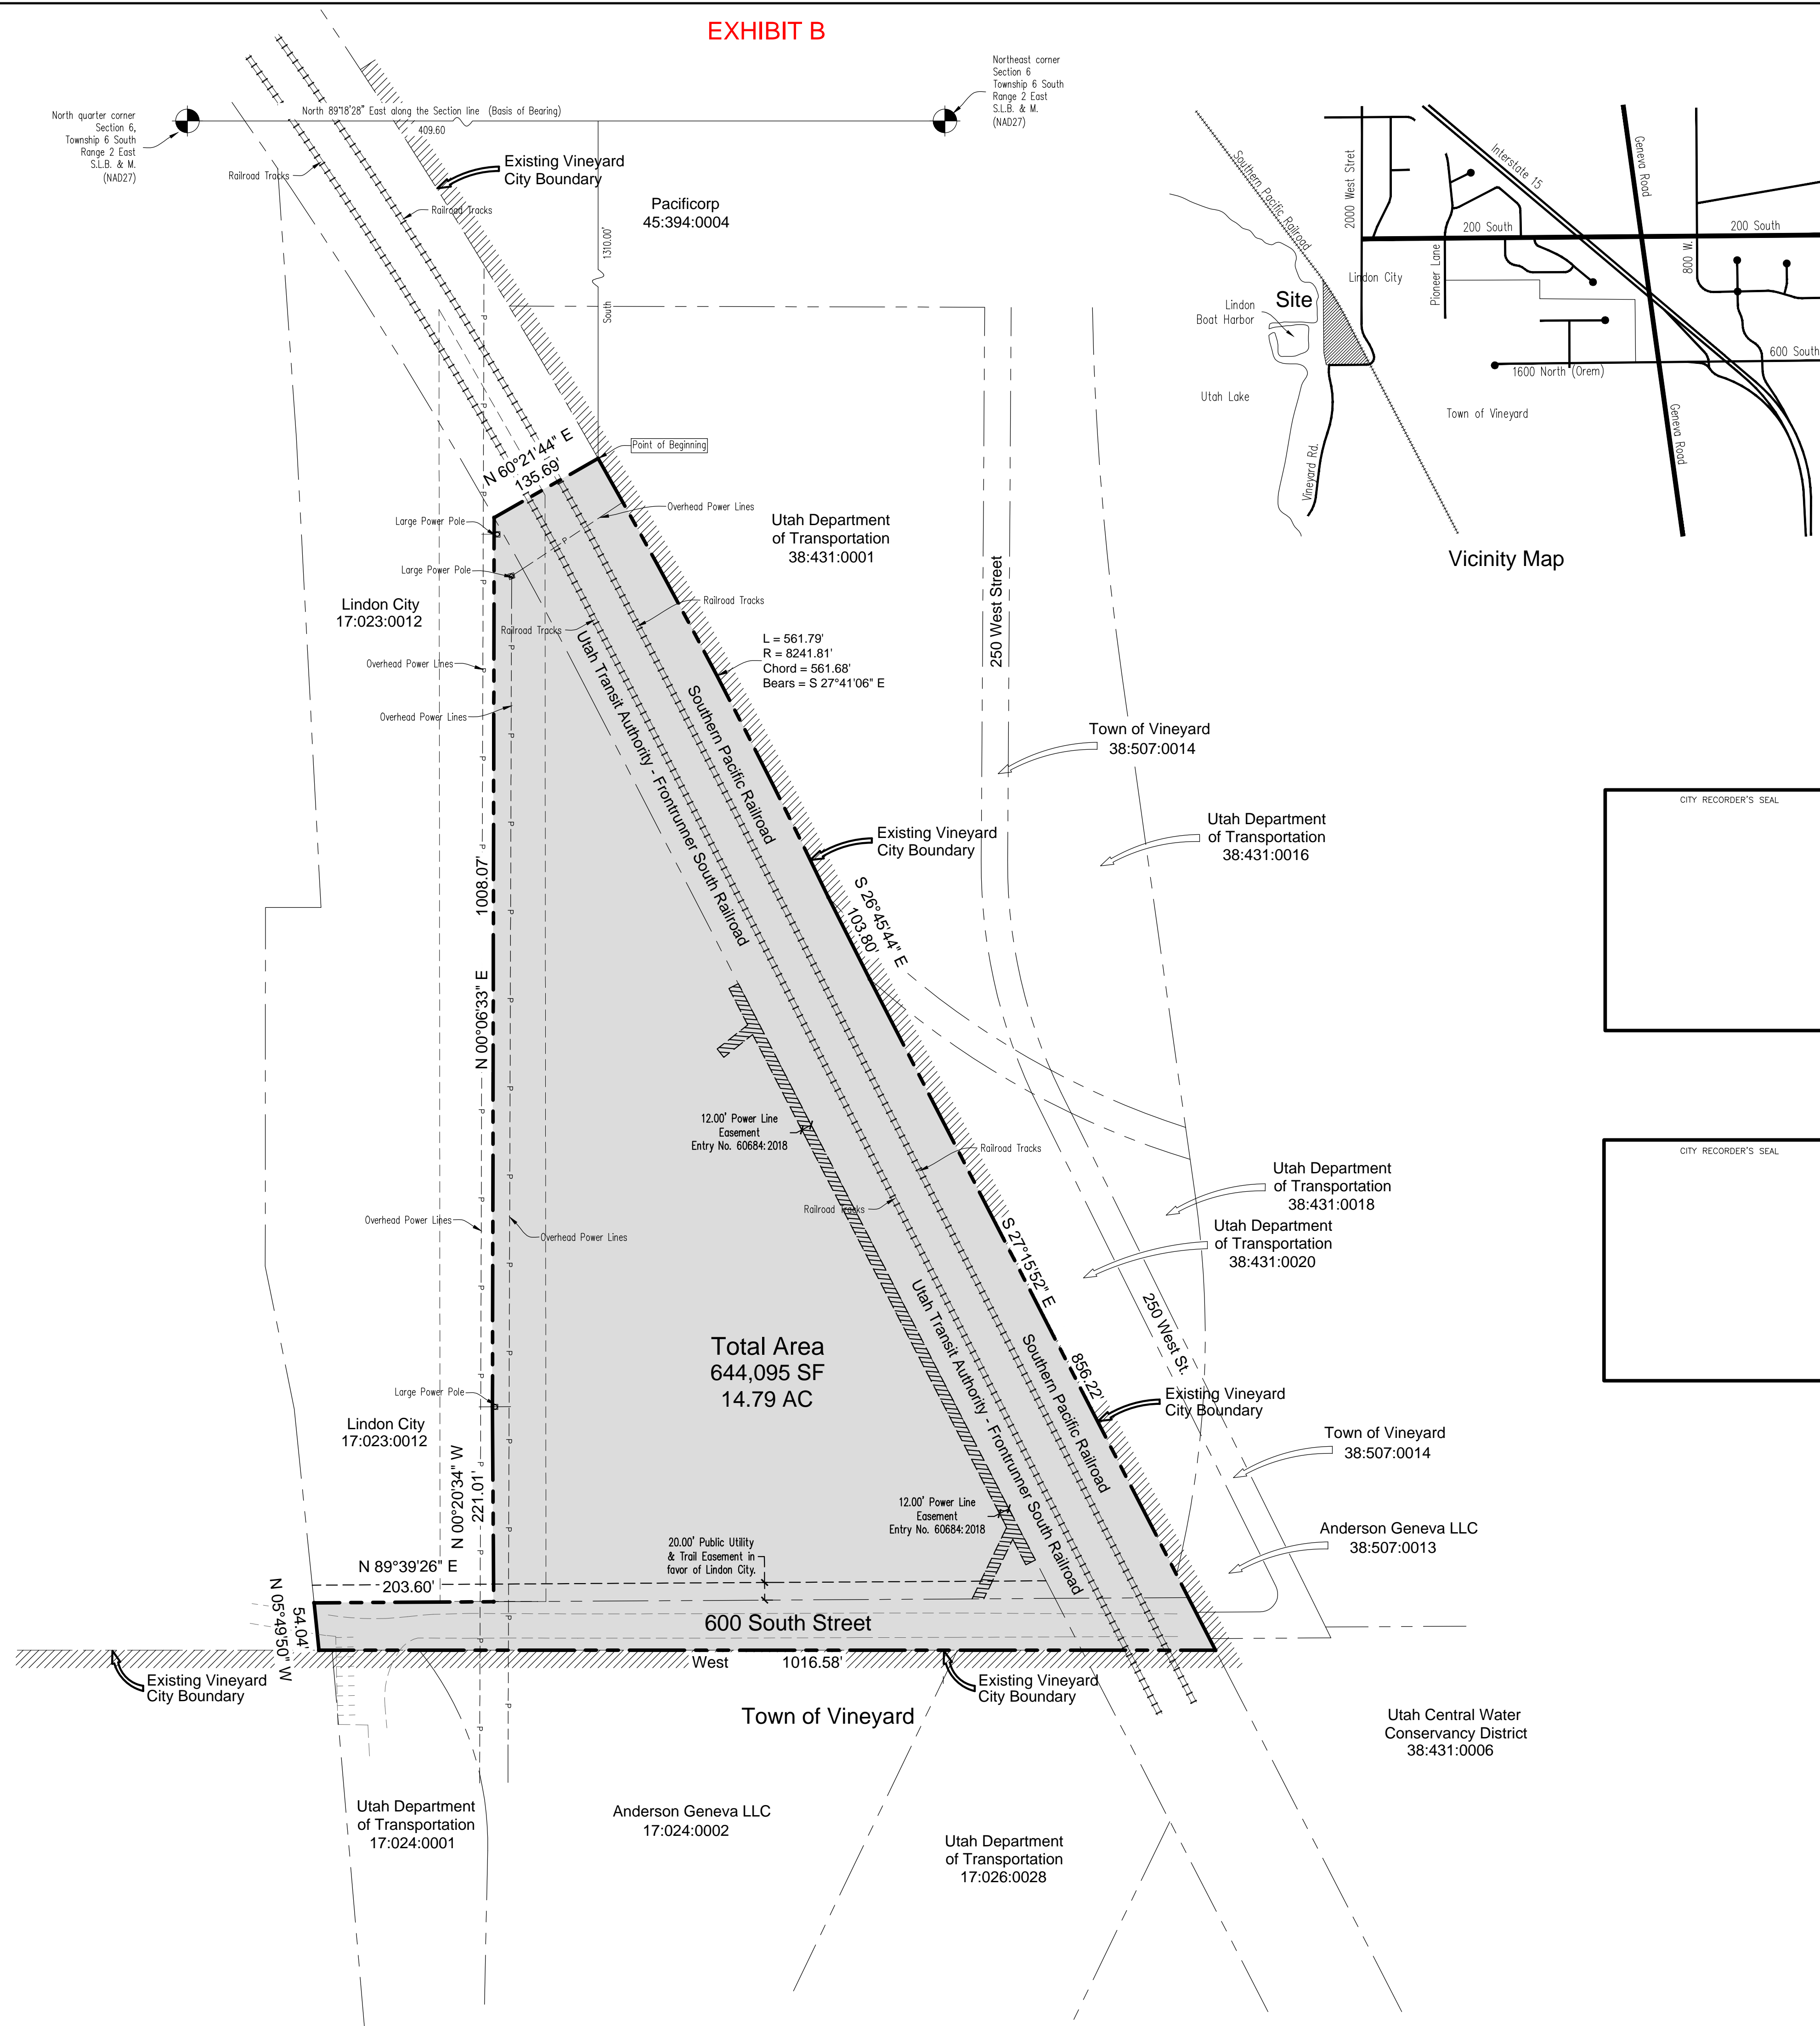 EXHIBIT B
North quarter corner
Section 6,
Township 6 South
Range 2 East
S.L.B. & M.
(NAD27)
North 89°18'28" East along the Section line (Basis of Bearing)
409.60
Northeast corner
Section 6
Township 6 South
Range 2 East
S.L.B. & M.
(NAD27)
Railroad Tracks
Existing Vineyard
City Boundary
Railroad Tracks
Pacificorp
45:394:0004
1310.00'
South
Southern Pacific Railroad
2000 West Stret
Interstate 15
Geneva Road
200 South
200 South
800 W.
Pioneer Lane
Lindon City
Site
Lindon
Boat Harbor
600 South
1600 North (Orem)
Utah Lake
Town of Vineyard
Geneva Road
Vineyard Rd.
Vicinity Map
N 60°21'44" E
135.69'
Point of Beginning
Large Power Pole
Overhead Power Lines
Utah Department
of Transportation
38:431:0001
Large Power Pole
Lindon City
17:023:0012
Railroad Tracks
Railroad Tracks
L = 561.79'
R = 8241.81'
Chord = 561.68'
Bears = S 27°41'06" E
250 West Street
Overhead Power Lines
Overhead Power Lines
Utah Transit Authority - Frontrunner South Railroad
Southern Pacific Railroad
Town of Vineyard
38:507:0014
CITY RECORDER'S SEAL
Utah Department
of Transportation
38:431:0016
Existing Vineyard
City Boundary
1008.07'
N 00°06'33" E
S 26°45'44" E
103.80'
12.00' Power Line
Easement
Entry No. 60684:2018
Railroad Tracks
CITY RECORDER'S SEAL
Utah Department
of Transportation
38:431:0018
Railroad Tracks
Overhead Power Lines
Overhead Power Lines
Utah Department
of Transportation
38:431:0020
S 27°15'52" E
856.22'
250 West St.
Total Area
644,095 SF
14.79 AC
Utah Transit Authority - Frontrunner South Railroad
Southern Pacific Railroad
Large Power Pole
Existing Vineyard
City Boundary
Lindon City
17:023:0012
Town of Vineyard
38:507:0014
N 00°20'34" W
221.01'
12.00' Power Line
Easement
Entry No. 60684:2018
Anderson Geneva LLC
38:507:0013
20.00' Public Utility
& Trail Easement in
favor of Lindon City.
N 89°39'26" E
203.60'
N 05°49'50" W
54.04'
600 South Street
West 1016.58'
Existing Vineyard
City Boundary
Existing Vineyard
City Boundary
Town of Vineyard
Utah Central Water
Conservancy District
38:431:0006
Utah Department
of Transportation
17:024:0001
Anderson Geneva LLC
17:024:0002
Utah Department
of Transportation
17:026:0028